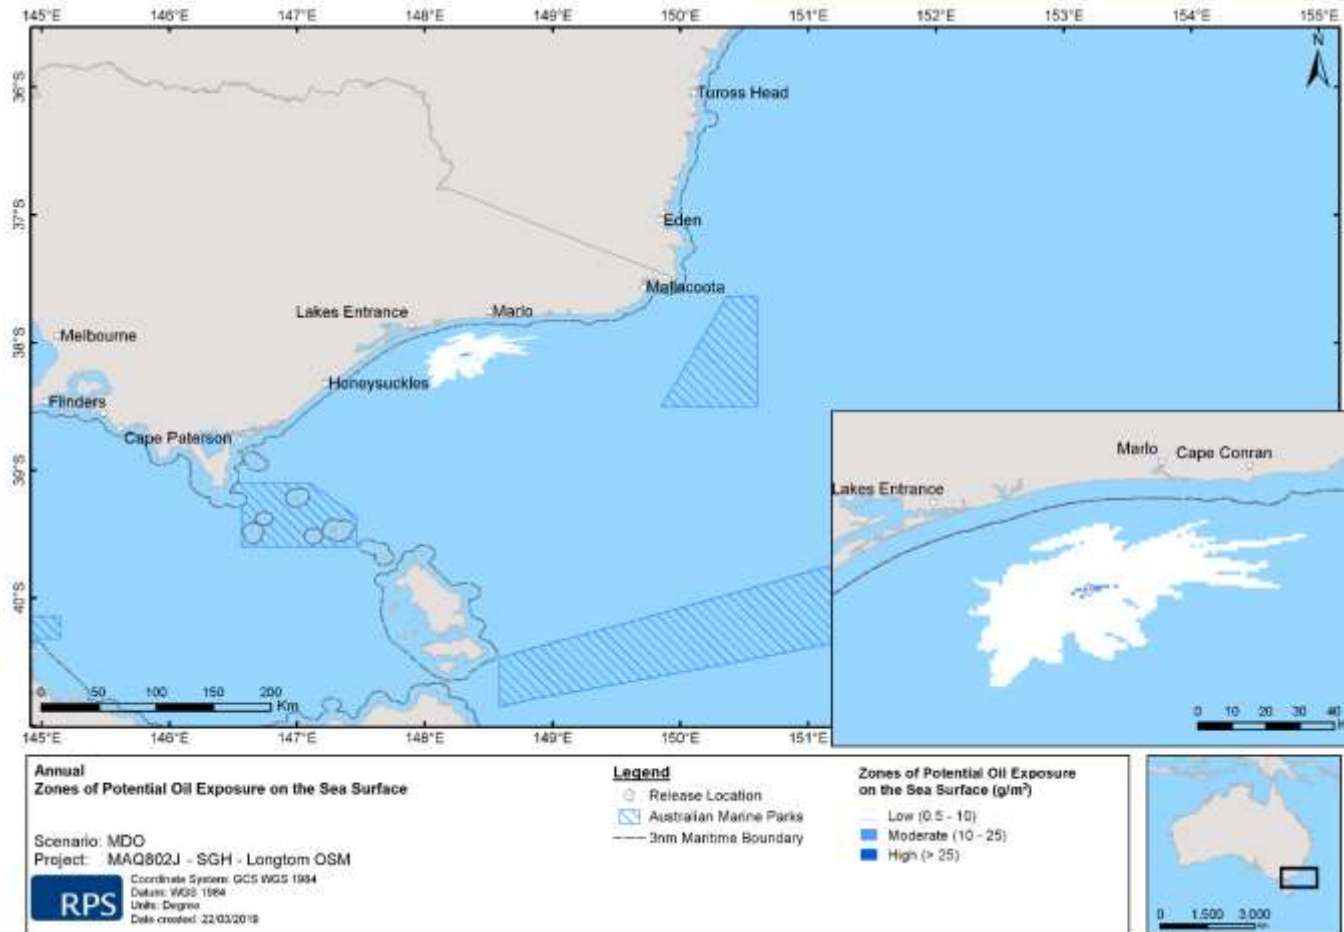 145°E 146°E 147°E 148°E 149°E 150°E 151°E 152°E 153°E 154°E 155°E
N
36°S
Tuross Head
37°S
Eden
Mallacoota
Lakes Entrance
Marlo
Melbourne
38°S
Honeysuckles
Flinders
Cape Paterson
39°S
Marlo
Cape Conran
Lakes Entrance
40°S
0 50 100 150 200
Km
0 10 20 30 40
145°E 146°E 147°E 148°E 149°E 150°E 151°E
Annual
Zones of Potential Oil Exposure on the Sea Surface
Scenario: MDO
Project: MAQ802J - SGH - Longtom OSM
RPS
Coordinate System: GCS WGS 1984
Datum: WGS 1984
Units: Degree
Date created: 22/03/2019
Legend
Release Location
Australian Marine Parks
3nm Maritime Boundary
Zones of Potential Oil Exposure
on the Sea Surface (g/m²)
Low (0.5 - 10)
Moderate (10 - 25)
High (> 25)
0 1,500 3,000